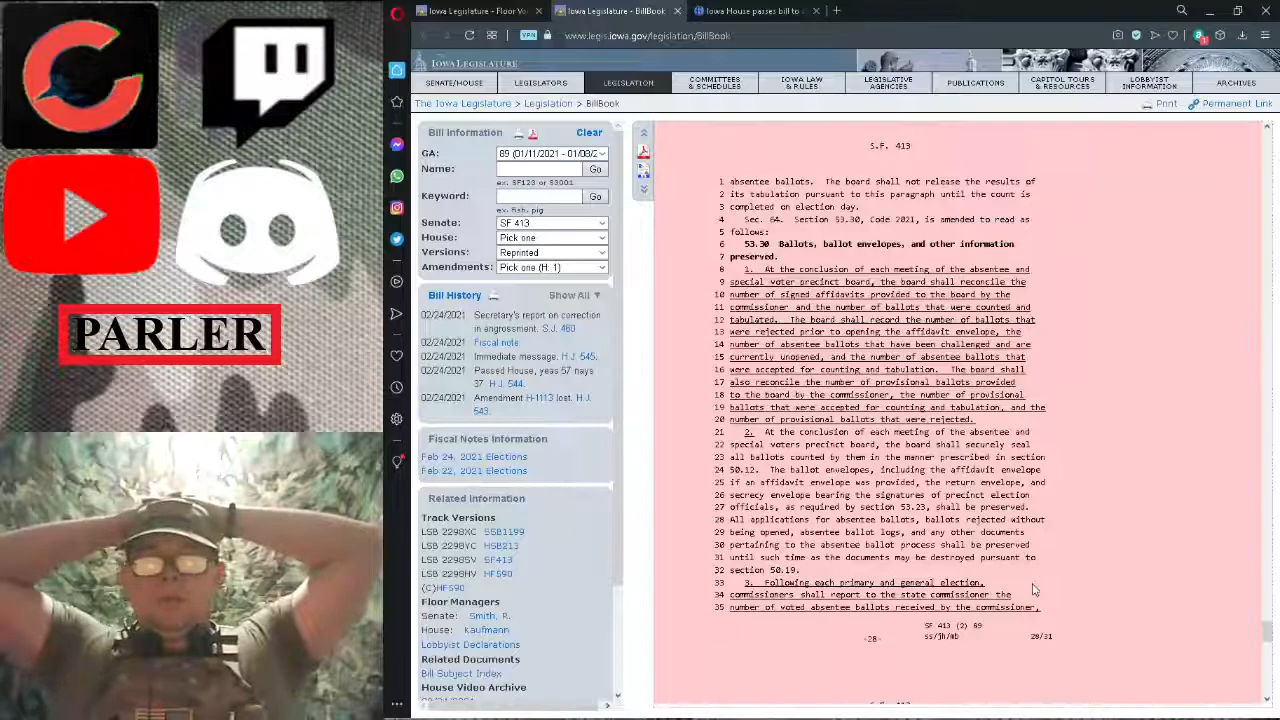 PARLER
Iowa Legislature - Floor Mo
Iowa Legislature - BillBook
Iowa House passes bill to
VPN
www.legis.iowa.gov/legislation/BillBook
IOWA LEGISLATURE
SENATE/HOUSE
LEGISLATORS
LEGISLATION
COMMITTEES
& SCHEDULES
IOWA LAW
& RULES
LEGISLATIVE
AGENCIES
PUBLICATIONS
CAPITOL TOURS
& RESOURCES
LOBBYIST
INFORMATION
ARCHIVES
The Iowa Legislature > Legislation > BillBook
Print
Permanent Link
Bill Information
Clear
GA:
89 (01/11/2021 - 01/08/2
Name:
Go
ex: SF123 or S3001
Keyword:
Go
ex: fish, pig
Senate:
SF 413
House:
Pick one
Versions:
Reprinted
Amendments:
Pick one (H: 1)
Bill History
Show All ▼
02/24/2021 Secretary's report on correction
in engrossment. S.J. 460
02/24/2021 Fiscal note
02/24/2021 Immediate message. H.J. 545.
02/24/2021 Passed House, yeas 57 nays
37. H.J. 544.
02/24/2021 Amendment H-1113 lost. H.J.
543.
Fiscal Notes Information
Feb 24, 2021 Elections
Feb 22, 2021 Elections
Related Information
Track Versions
LSB 2298XC SSB1199
LSB 2298YC HSB213
LSB 2298SV SF413
LSB 2298HV HF590
(C)HF590
Floor Managers
Senate: Smith, R.
House: Kaufmann
Lobbyist Declarations
Related Documents
Bill Subject Index
House Video Archive
S.F. 413
1 absentee ballots. The board shall not release the results of
2 its tabulation pursuant to this paragraph until the count is
3 completed on election day.
4 Sec. 64. Section 53.30, Code 2021, is amended to read as
5 follows:
6 53.30 Ballots, ballot envelopes, and other information
7 preserved.
8 1. At the conclusion of each meeting of the absentee and
9 special voter precinct board, the board shall reconcile the
10 number of signed affidavits provided to the board by the
11 commissioner and the number of ballots that were counted and
12 tabulated. The board shall record the number of ballots that
13 were rejected prior to opening the affidavit envelope, the
14 number of absentee ballots that have been challenged and are
15 currently unopened, and the number of absentee ballots that
16 were accepted for counting and tabulation. The board shall
17 also reconcile the number of provisional ballots provided
18 to the board by the commissioner, the number of provisional
19 ballots that were accepted for counting and tabulation, and the
20 number of provisional ballots that were rejected.
21 2. At the conclusion of each meeting of the absentee and
22 special voters precinct board, the board shall securely seal
23 all ballots counted by them in the manner prescribed in section
24 50.12. The ballot envelopes, including the affidavit envelope
25 if an affidavit envelope was provided, the return envelope, and
26 secrecy envelope bearing the signatures of precinct election
27 officials, as required by section 53.23, shall be preserved.
28 All applications for absentee ballots, ballots rejected without
29 being opened, absentee ballot logs, and any other documents
30 pertaining to the absentee ballot process shall be preserved
31 until such time as the documents may be destroyed pursuant to
32 section 50.19.
33 3. Following each primary and general election,
34 commissioners shall report to the state commissioner the
35 number of voted absentee ballots received by the commissioner,
SF 413 (2) 89
-28- ss/jh/mb 28/31